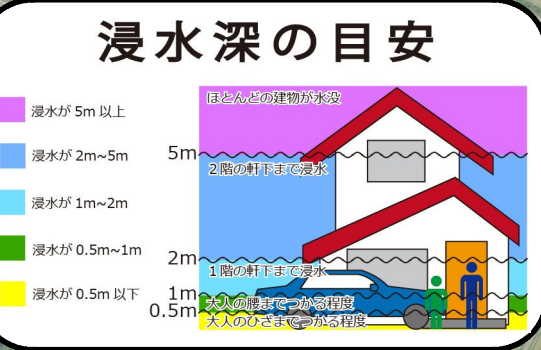 浸水深の目安
浸水が 5m 以上
浸水が 2m~5m
浸水が 1m~2m
浸水が 0.5m~1m
浸水が 0.5m 以下
ほとんどの建物が水没
5m
2階の軒下まで浸水
2m
1階の軒下まで浸水
1m
大人の腰までつかる程度
0.5m
大人のひざまでつかる程度